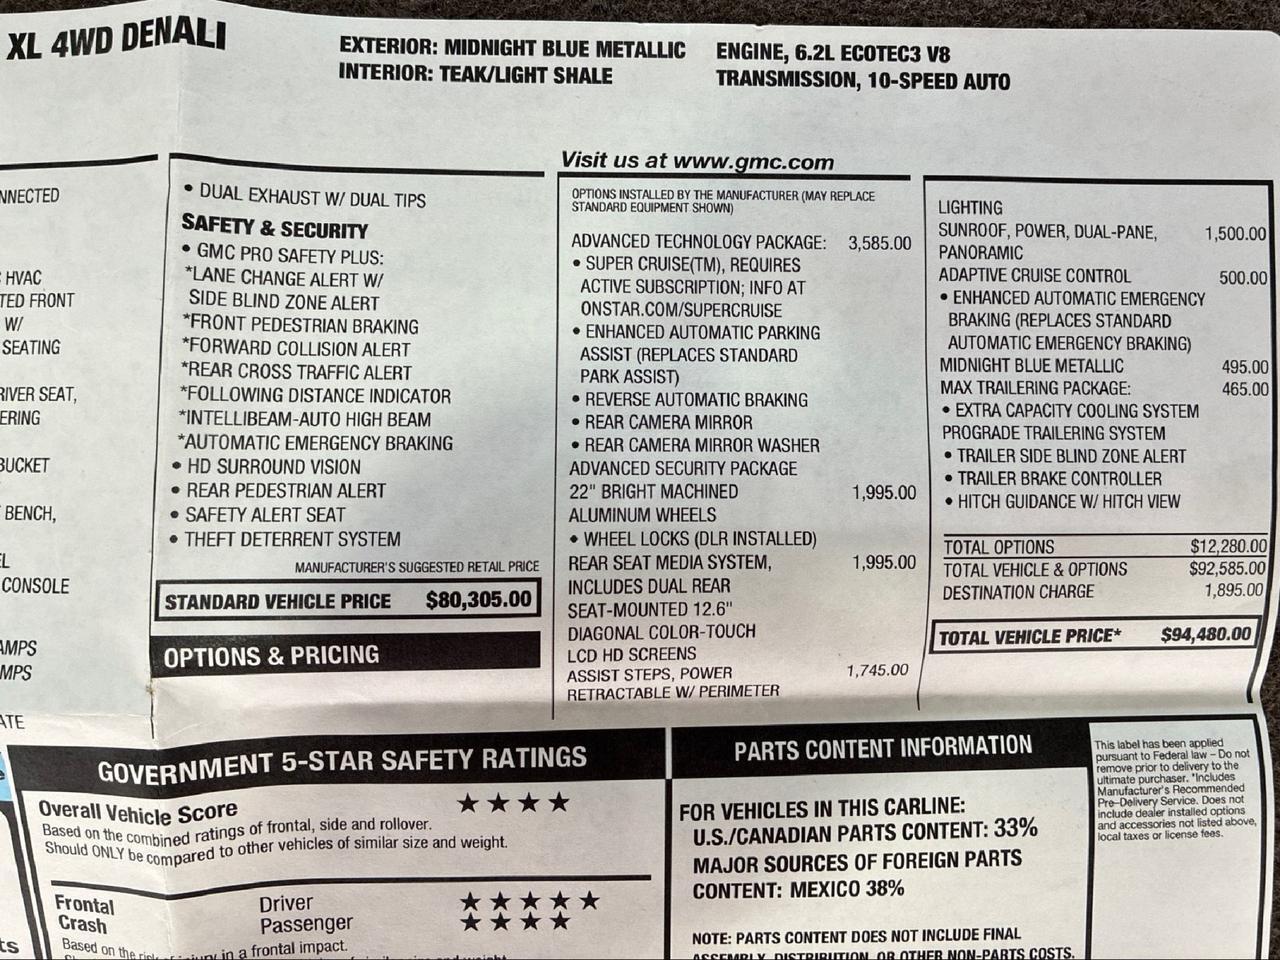 XL 4WD DENALI
EXTERIOR: MIDNIGHT BLUE METALLIC
INTERIOR: TEAK/LIGHT SHALE
ENGINE, 6.2L ECOTEC3 V8
TRANSMISSION, 10-SPEED AUTO
Visit us at www.gmc.com
NNECTED
HVAC
TED FRONT
W/
SEATING
RIVER SEAT,
ERING
BUCKET
BENCH,
EL
CONSOLE
AMPS
MPS
ATE
• DUAL EXHAUST W/ DUAL TIPS
SAFETY & SECURITY
• GMC PRO SAFETY PLUS:
*LANE CHANGE ALERT W/
SIDE BLIND ZONE ALERT
*FRONT PEDESTRIAN BRAKING
*FORWARD COLLISION ALERT
*REAR CROSS TRAFFIC ALERT
*FOLLOWING DISTANCE INDICATOR
*INTELLIBEAM-AUTO HIGH BEAM
*AUTOMATIC EMERGENCY BRAKING
• HD SURROUND VISION
• REAR PEDESTRIAN ALERT
• SAFETY ALERT SEAT
• THEFT DETERRENT SYSTEM
MANUFACTURER'S SUGGESTED RETAIL PRICE
STANDARD VEHICLE PRICE $80,305.00
OPTIONS & PRICING
OPTIONS INSTALLED BY THE MANUFACTURER (MAY REPLACE
STANDARD EQUIPMENT SHOWN)
ADVANCED TECHNOLOGY PACKAGE: 3,585.00
• SUPER CRUISE(TM), REQUIRES
ACTIVE SUBSCRIPTION; INFO AT
ONSTAR.COM/SUPERCRUISE
• ENHANCED AUTOMATIC PARKING
ASSIST (REPLACES STANDARD
PARK ASSIST)
• REVERSE AUTOMATIC BRAKING
• REAR CAMERA MIRROR
• REAR CAMERA MIRROR WASHER
ADVANCED SECURITY PACKAGE
22" BRIGHT MACHINED 1,995.00
ALUMINUM WHEELS
• WHEEL LOCKS (DLR INSTALLED)
REAR SEAT MEDIA SYSTEM, 1,995.00
INCLUDES DUAL REAR
SEAT-MOUNTED 12.6"
DIAGONAL COLOR-TOUCH
LCD HD SCREENS
ASSIST STEPS, POWER 1,745.00
RETRACTABLE W/ PERIMETER
LIGHTING
SUNROOF, POWER, DUAL-PANE, 1,500.00
PANORAMIC
ADAPTIVE CRUISE CONTROL 500.00
• ENHANCED AUTOMATIC EMERGENCY
BRAKING (REPLACES STANDARD
AUTOMATIC EMERGENCY BRAKING)
MIDNIGHT BLUE METALLIC 495.00
MAX TRAILERING PACKAGE: 465.00
• EXTRA CAPACITY COOLING SYSTEM
PROGRADE TRAILERING SYSTEM
• TRAILER SIDE BLIND ZONE ALERT
• TRAILER BRAKE CONTROLLER
• HITCH GUIDANCE W/ HITCH VIEW
TOTAL OPTIONS $12,280.00
TOTAL VEHICLE & OPTIONS $92,585.00
DESTINATION CHARGE 1,895.00
TOTAL VEHICLE PRICE* $94,480.00
GOVERNMENT 5-STAR SAFETY RATINGS
Overall Vehicle Score ★★★★
Based on the combined ratings of frontal, side and rollover.
Should ONLY be compared to other vehicles of similar size and weight.
Frontal Driver ★★★★★
Crash Passenger ★★★★
Based on the risk of injury in a frontal impact.
PARTS CONTENT INFORMATION
FOR VEHICLES IN THIS CARLINE:
U.S./CANADIAN PARTS CONTENT: 33%
MAJOR SOURCES OF FOREIGN PARTS
CONTENT: MEXICO 38%
NOTE: PARTS CONTENT DOES NOT INCLUDE FINAL
ASSEMBLY, DISTRIBUTION, OR OTHER NON-PARTS COSTS.
This label has been applied
pursuant to Federal law – Do not
remove prior to delivery to the
ultimate purchaser. *Includes
Manufacturer's Recommended
Pre-Delivery Service. Does not
include dealer installed options
and accessories not listed above,
local taxes or license fees.